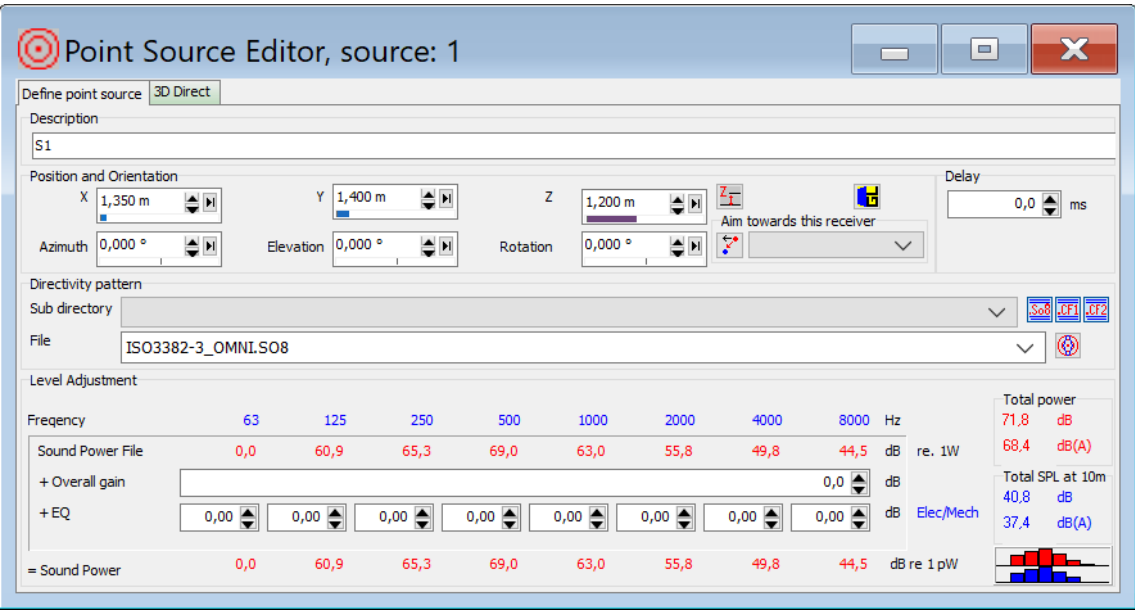 Point Source Editor, source: 1
Define point source 3D Direct
Description
S1
Position and Orientation
X 1,350 m Y 1,400 m Z 1,200 m
Aim towards this receiver
Azimuth 0,000 ° Elevation 0,000 ° Rotation 0,000 °
Delay
0,0 ms
Directivity pattern
Sub directory .So8 .CF1 .CF2
File ISO3382-3_OMNI.SO8
Level Adjustment
Freqency 63 125 250 500 1000 2000 4000 8000 Hz
Sound Power File 0,0 60,9 65,3 69,0 63,0 55,8 49,8 44,5 dB re. 1W
+ Overall gain 0,0 dB
+ EQ 0,00 0,00 0,00 0,00 0,00 0,00 0,00 0,00 dB Elec/Mech
= Sound Power 0,0 60,9 65,3 69,0 63,0 55,8 49,8 44,5 dB re 1 pW
Total power
71,8 dB
68,4 dB(A)
Total SPL at 10m
40,8 dB
37,4 dB(A)